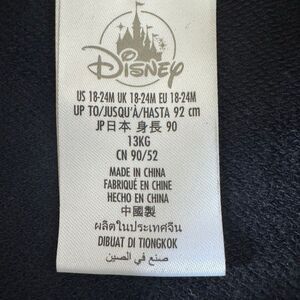 Disney
US 18-24M UK 18-24M EU 18-24M
UP TO/JUSQU'À/HASTA 92 cm
JP日本 身長 90
13KG
CN 90/52
MADE IN CHINA
FABRIQUÉ EN CHINE
HECHO EN CHINA
中國製
ผลิตในประเทศจีน
DIBUAT DI TIONGKOK
صنع في الصين